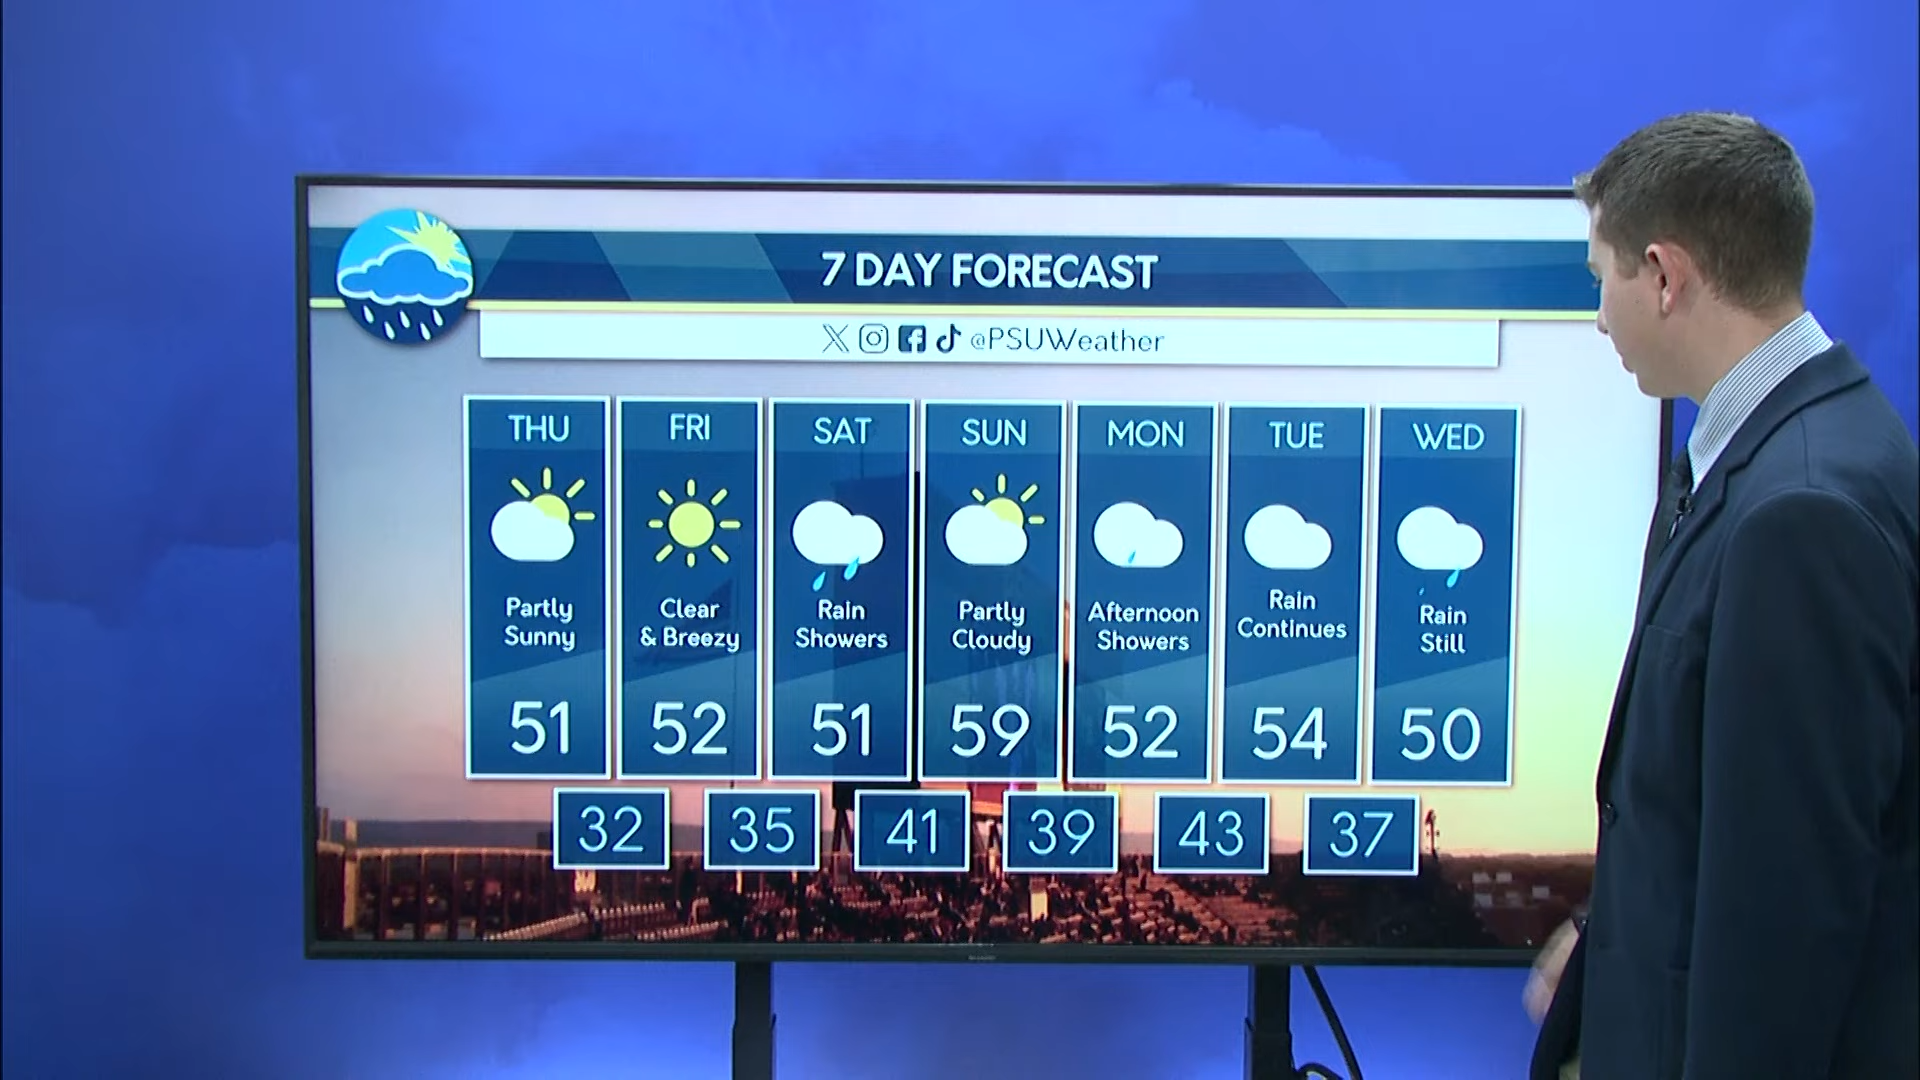 7 DAY FORECAST
@PSUWeather
THU
Partly
Sunny
51
FRI
Clear
& Breezy
52
SAT
Rain
Showers
51
SUN
Partly
Cloudy
59
MON
Afternoon
Showers
52
TUE
Rain
Continues
54
WED
Rain
Still
50
32
35
41
39
43
37